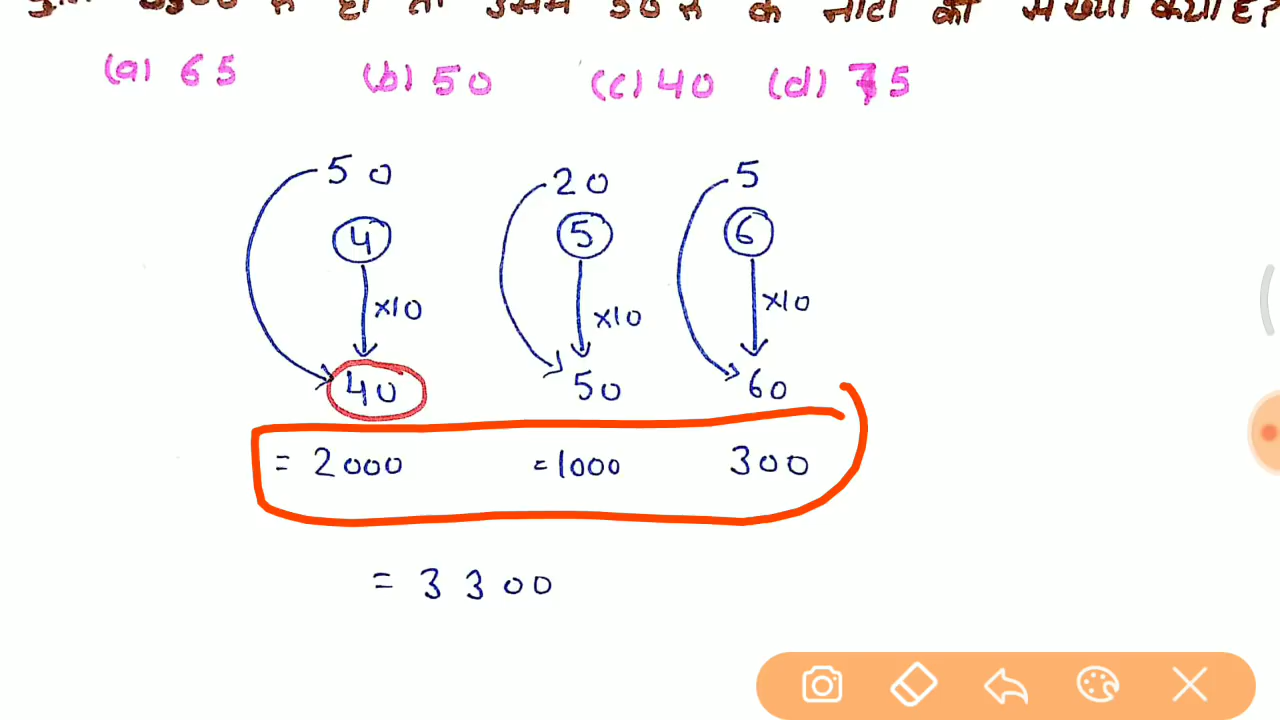 (a) 65 (b) 50 (c) 40 (d) 75
50 20 5
4 5 6
×10 ×10 ×10
40 50 60
= 2000 = 1000 300
= 3300